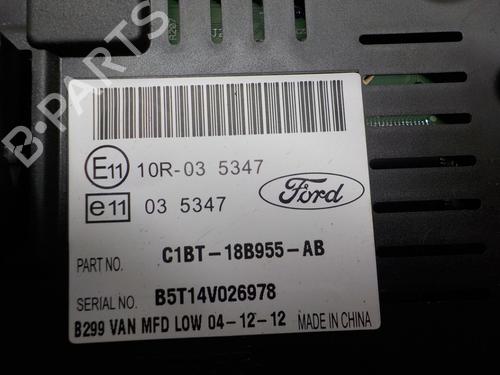 E11 10R-03 5347
e11 03 5347
Ford
PART NO. C1BT-18B955-AB
SERIAL NO. B5T14V026978
B299 VAN MFD LOW 04-12-12 MADE IN CHINA
B-PARTS